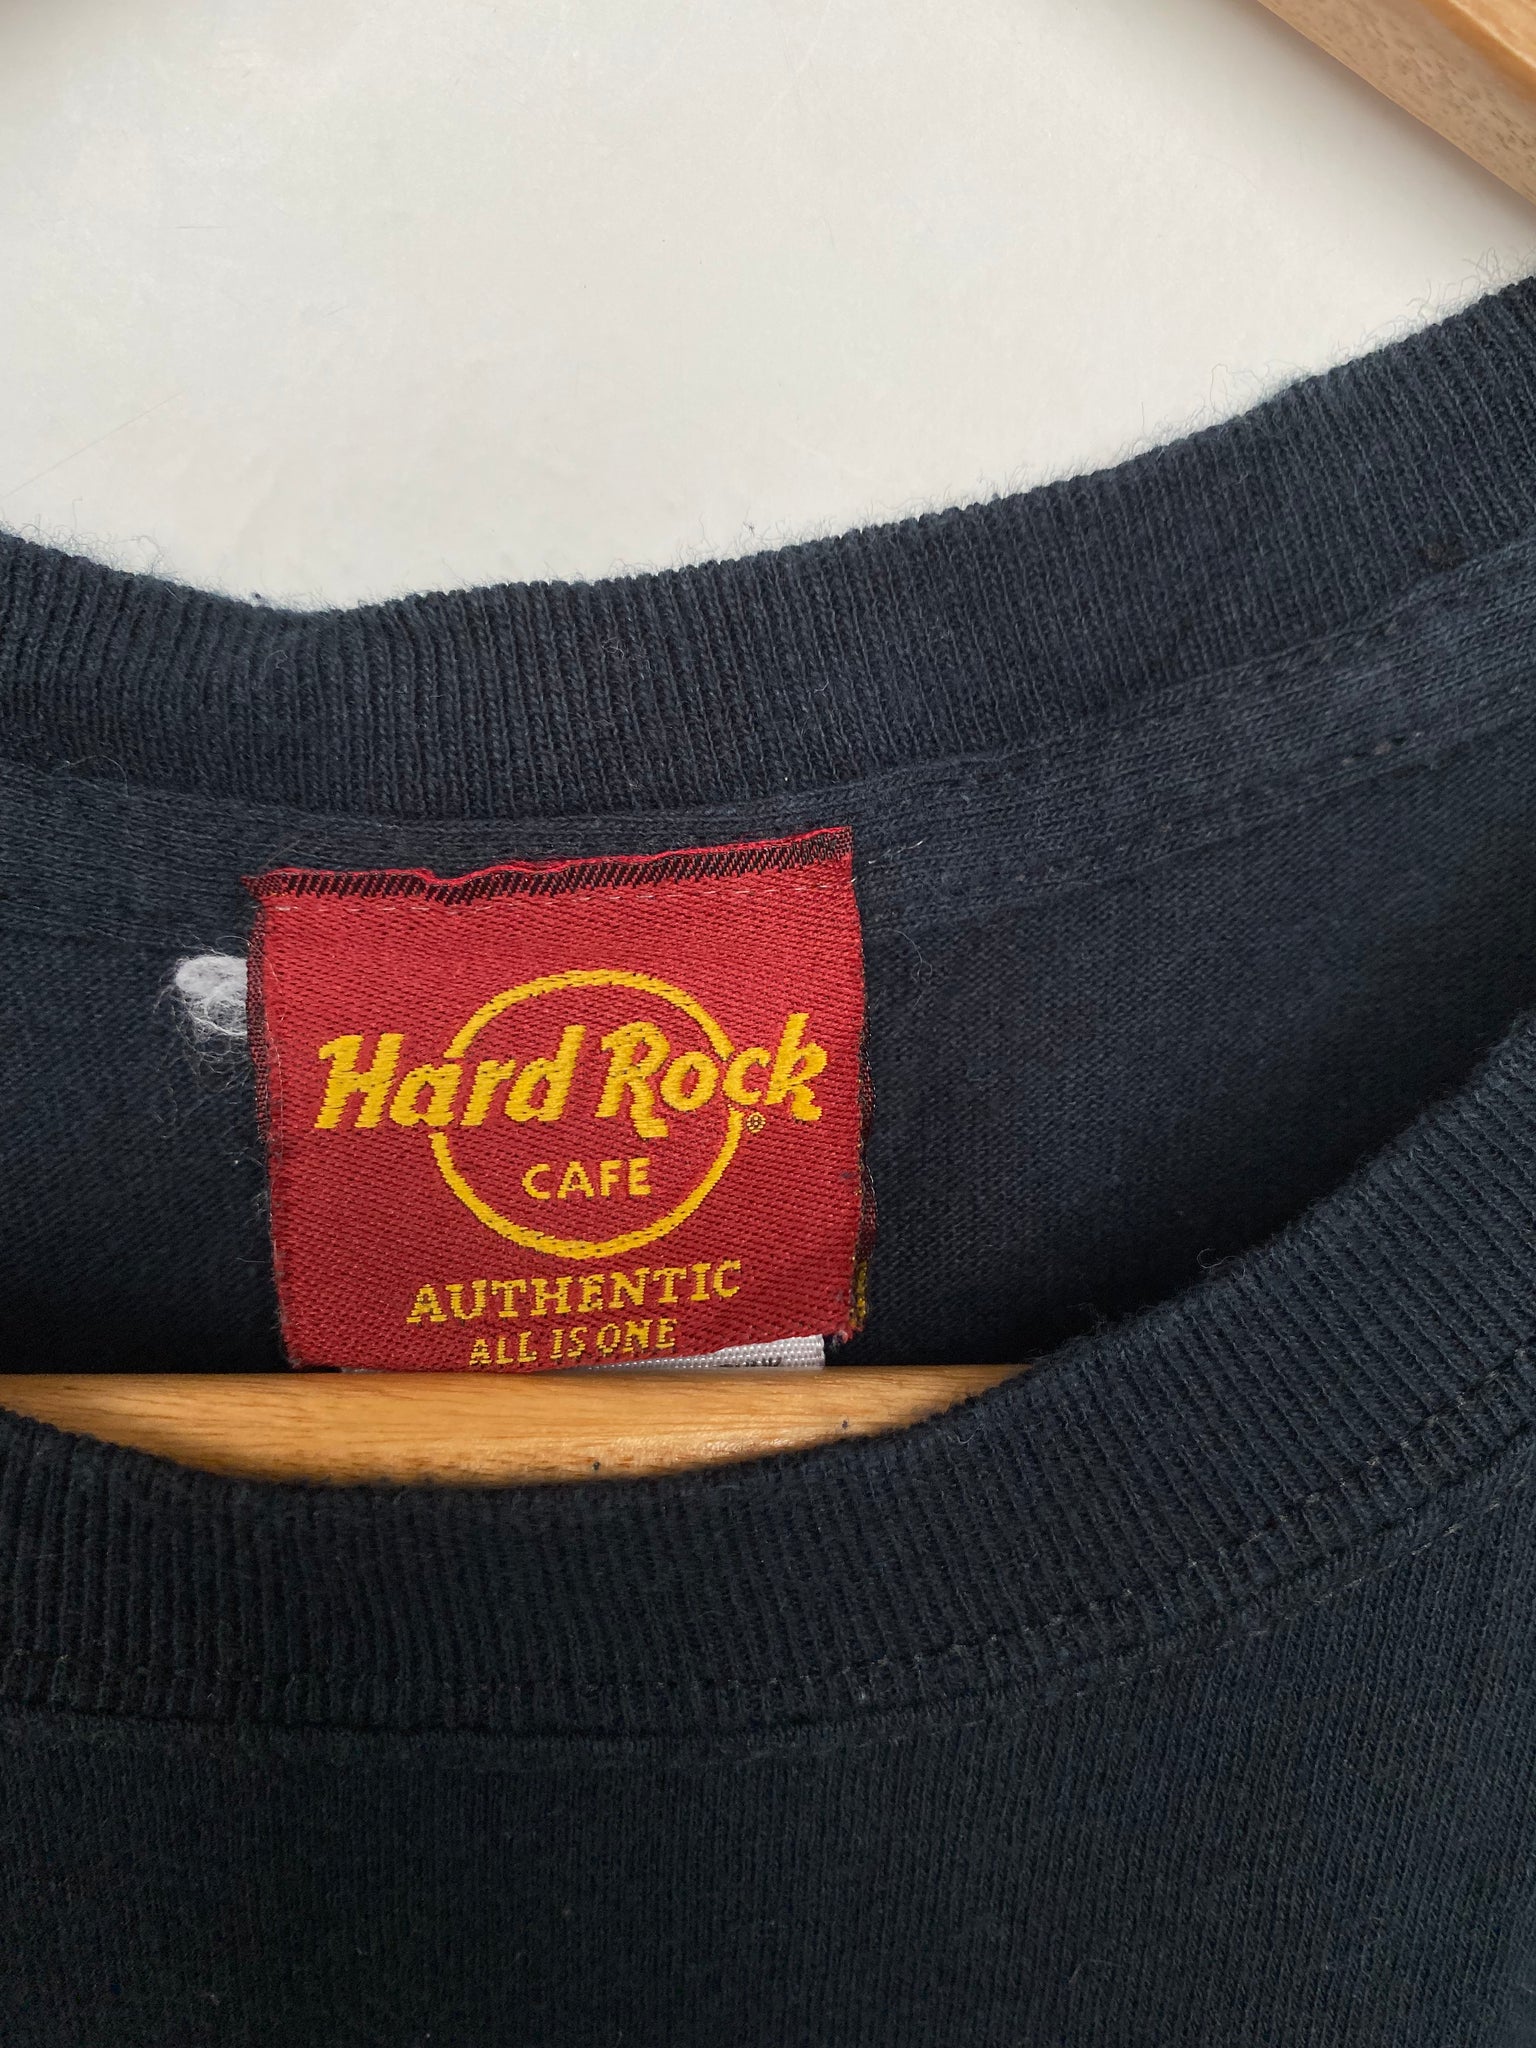 Hard Rock®
CAFE
AUTHENTIC
ALL IS ONE